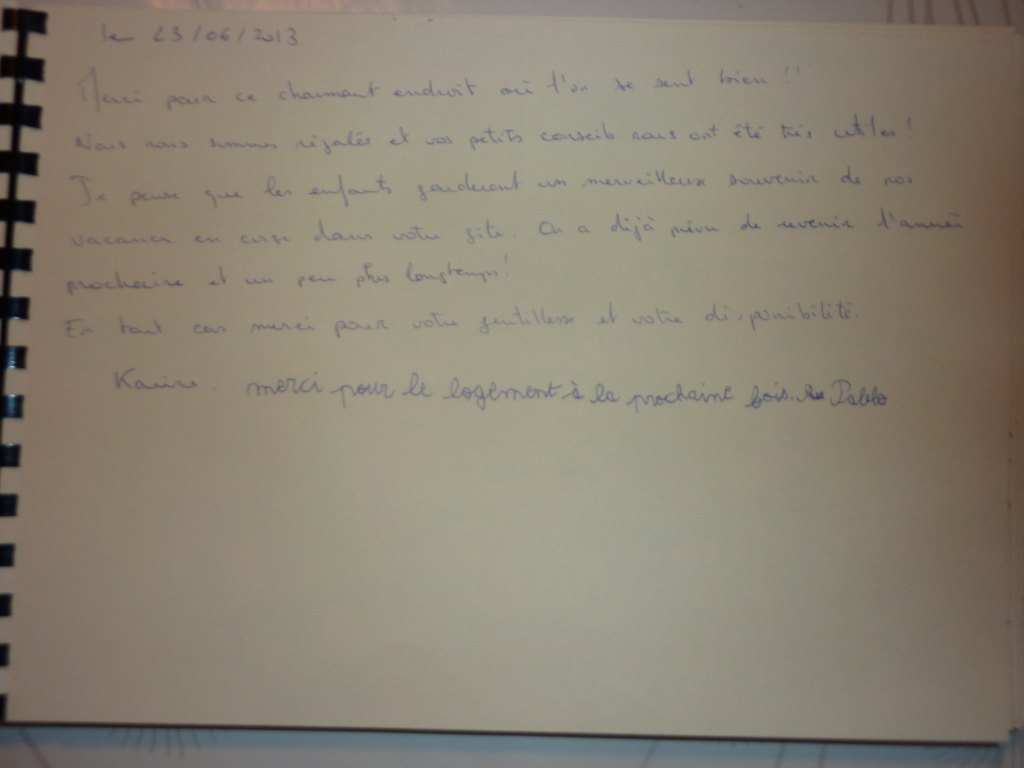 le 23/06/2013
Merci pour ce charmant endroit où l'on se sent bien !!
Nous nous sommes régalés et vos petits conseils nous ont été très utiles !
Je pense que les enfants garderont un merveilleux souvenir de nos
vacances en corse dans votre gite. On a déjà prévu de revenir l'année
prochaine et un peu plus longtemps !
En tout cas merci pour votre gentillesse et votre disponibilité.
Karine. merci pour le logement à la prochaine fois. Pablo